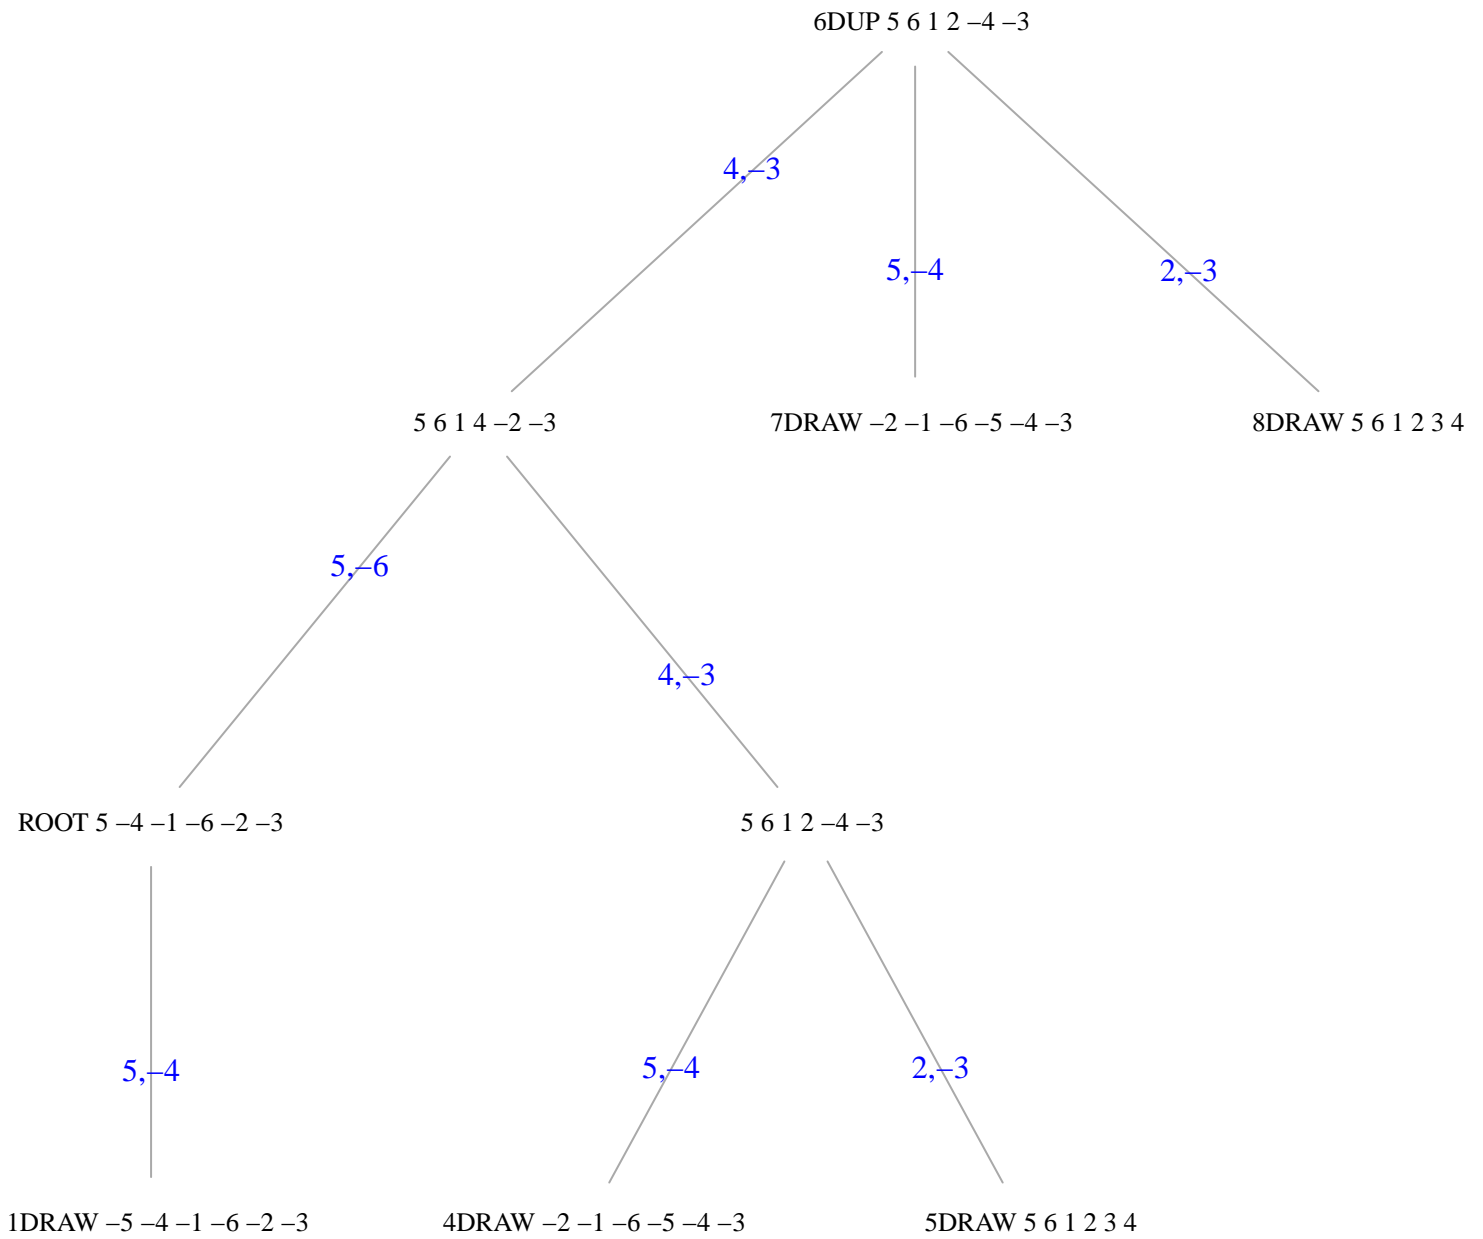 6DUP 5 6 1 2 –4 –3
4,–3
5,–4
2,–3
5 6 1 4 –2 –3
7DRAW –2 –1 –6 –5 –4 –3
8DRAW 5 6 1 2 3 4
5,–6
4,–3
ROOT 5 –4 –1 –6 –2 –3
5 6 1 2 –4 –3
5,–4
5,–4
2,–3
1DRAW –5 –4 –1 –6 –2 –3
4DRAW –2 –1 –6 –5 –4 –3
5DRAW 5 6 1 2 3 4